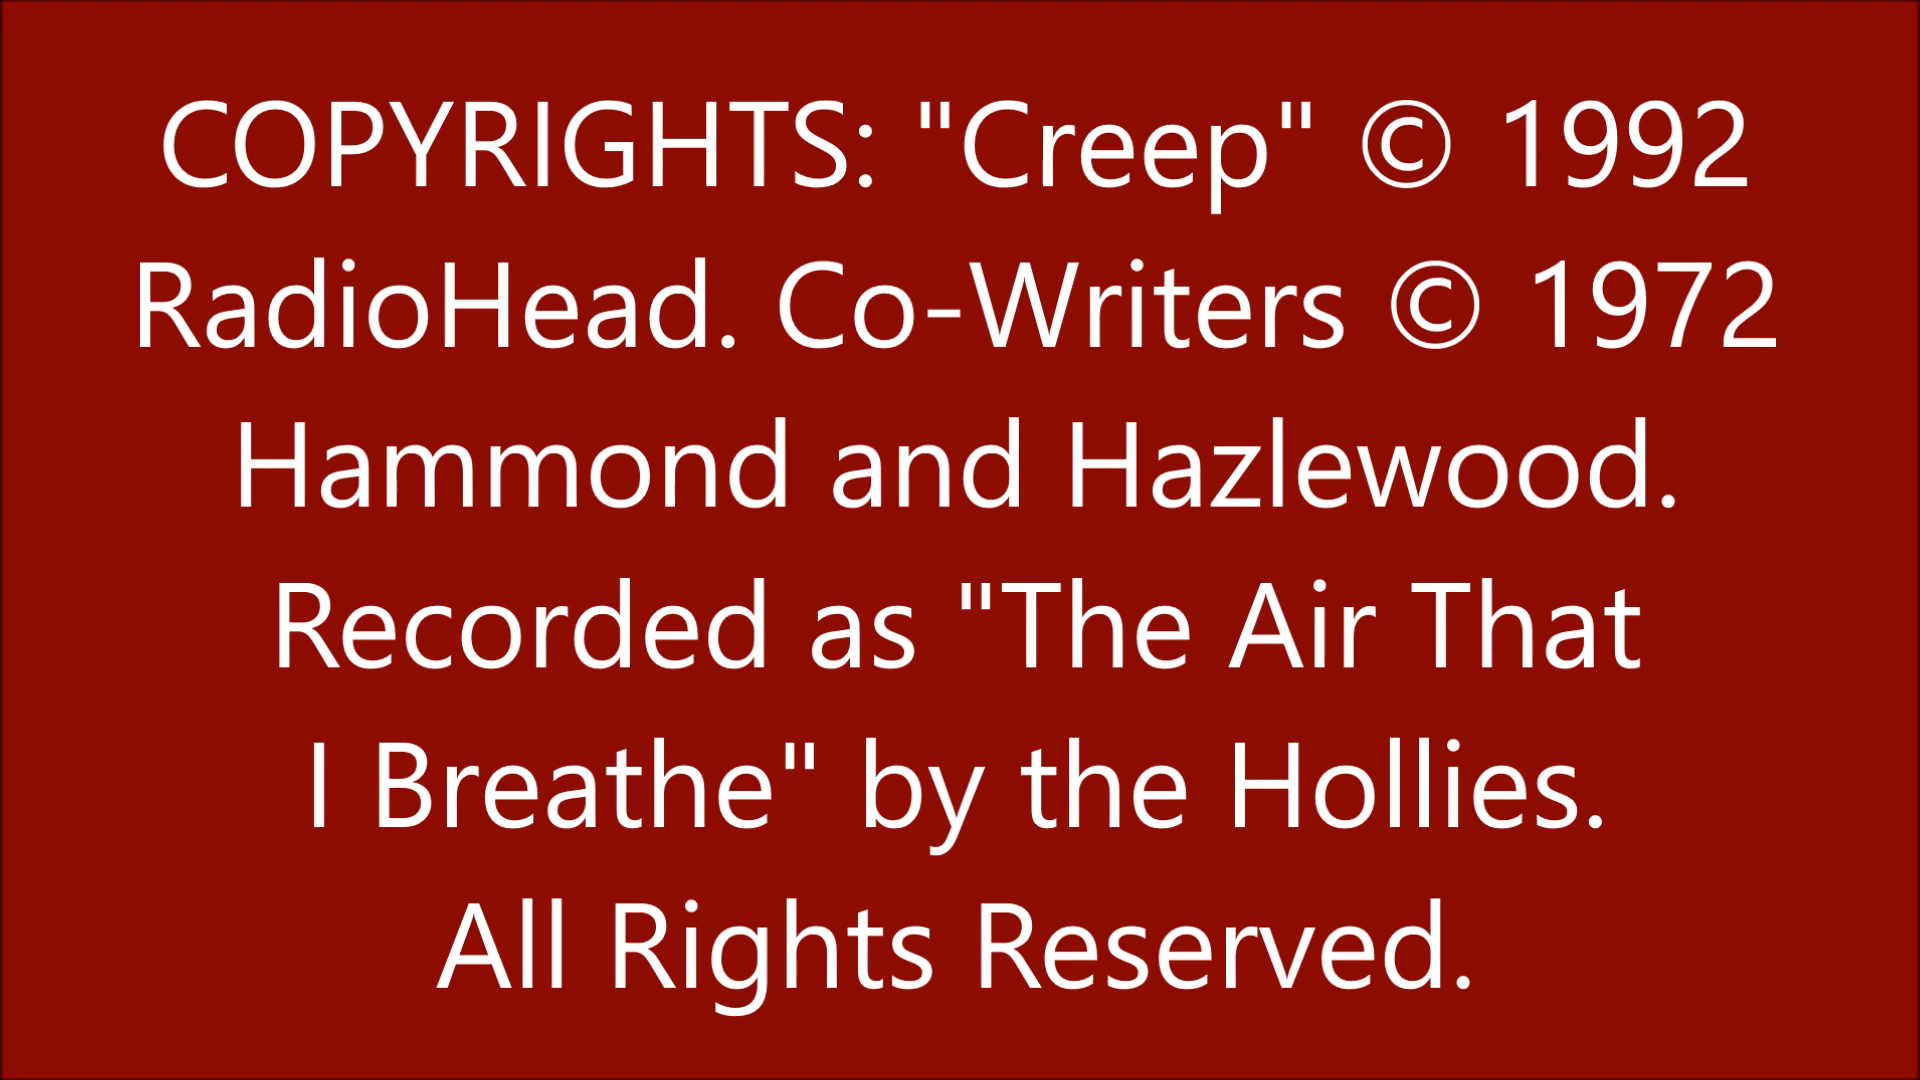 COPYRIGHTS: "Creep" © 1992
RadioHead. Co-Writers © 1972
Hammond and Hazlewood.
Recorded as "The Air That
I Breathe" by the Hollies.
All Rights Reserved.